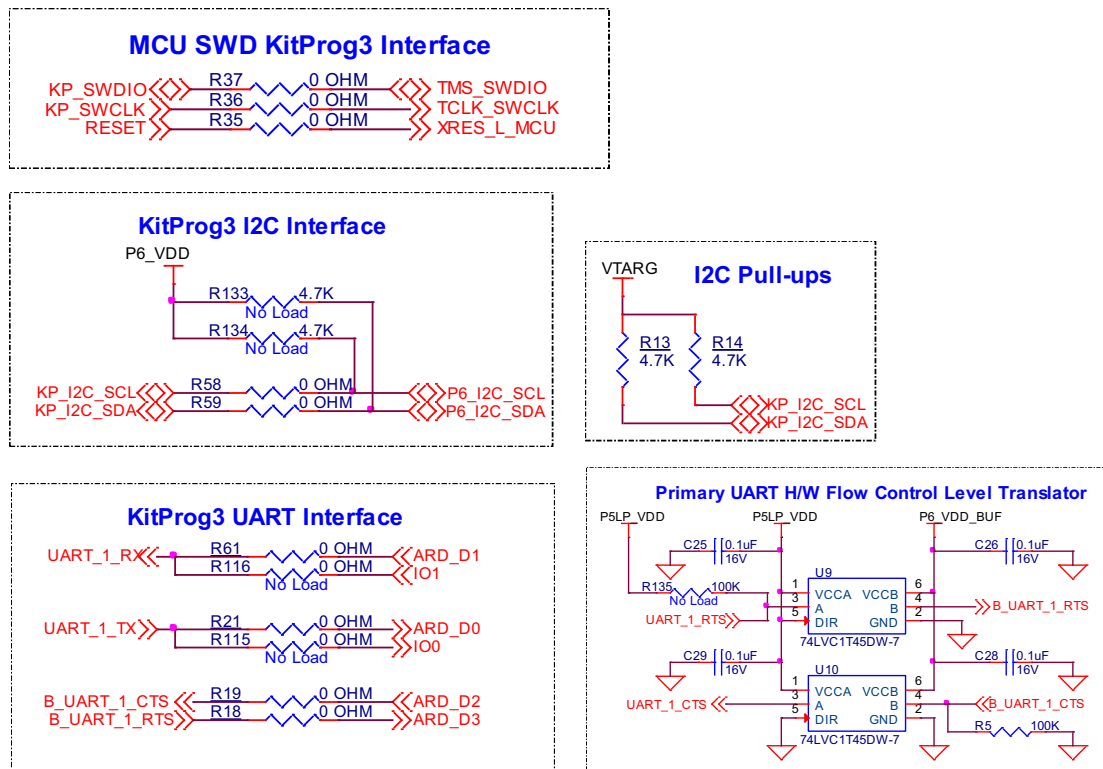 MCU SWD KitProg3 Interface
KP_SWDIO R37 0 OHM TMS_SWDIO
KP_SWCLK R36 0 OHM TCLK_SWCLK
RESET R35 0 OHM XRES_L_MCU
KitProg3 I2C Interface
P6_VDD
R133 4.7K
No Load
R134 4.7K
No Load
KP_I2C_SCL R58 0 OHM P6_I2C_SCL
KP_I2C_SDA R59 0 OHM P6_I2C_SDA
I2C Pull-ups
VTARG
R13 R14
4.7K 4.7K
KP_I2C_SCL
KP_I2C_SDA
KitProg3 UART Interface
UART_1_RX R61 0 OHM ARD_D1
R116 0 OHM IO1
No Load
UART_1_TX R21 0 OHM ARD_D0
R115 0 OHM IO0
No Load
B_UART_1_CTS R19 0 OHM ARD_D2
B_UART_1_RTS R18 0 OHM ARD_D3
Primary UART H/W Flow Control Level Translator
P5LP_VDD P5LP_VDD P6_VDD_BUF
C25 0.1uF C26 0.1uF
16V 16V
U9
R135 100K 1 VCCA VCCB 6
No Load 3 A B 4 B_UART_1_RTS
UART_1_RTS 5 DIR GND 2
74LVC1T45DW-7
C29 0.1uF C28 0.1uF
16V 16V
U10
1 VCCA VCCB 6
UART_1_CTS 3 A B 4 B_UART_1_CTS
5 DIR GND 2
R5 100K
74LVC1T45DW-7